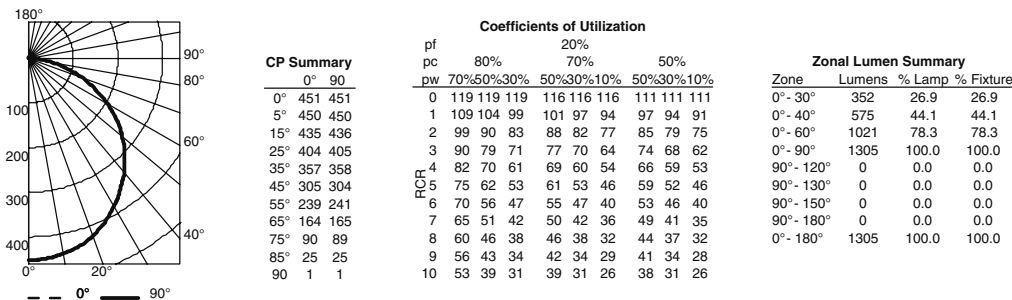 180°
90°
80°
100
60°
200
300
40°
400
0° 20°
0° 90°
CP Summary
0° 90
0° 451 451
5° 450 450
15° 435 436
25° 404 405
35° 357 358
45° 305 304
55° 239 241
65° 164 165
75° 90 89
85° 25 25
90 1 1
Coefficients of Utilization
pf 20%
pc 80% 70% 50%
pw 70%50%30% 50%30%10% 50%30%10%
RCR
0 119 119 119 116 116 116 111 111 111
1 109 104 99 101 97 94 97 94 91
2 99 90 83 88 82 77 85 79 75
3 90 79 71 77 70 64 74 68 62
4 82 70 61 69 60 54 66 59 53
5 75 62 53 61 53 46 59 52 46
6 70 56 47 55 47 40 53 46 40
7 65 51 42 50 42 36 49 41 35
8 60 46 38 46 38 32 44 37 32
9 56 43 34 42 34 29 41 34 28
10 53 39 31 39 31 26 38 31 26
Zonal Lumen Summary
Zone Lumens % Lamp % Fixture
0°- 30° 352 26.9 26.9
0°- 40° 575 44.1 44.1
0°- 60° 1021 78.3 78.3
0°- 90° 1305 100.0 100.0
90°- 120° 0 0.0 0.0
90°- 130° 0 0.0 0.0
90°- 150° 0 0.0 0.0
90°- 180° 0 0.0 0.0
0°- 180° 1305 100.0 100.0